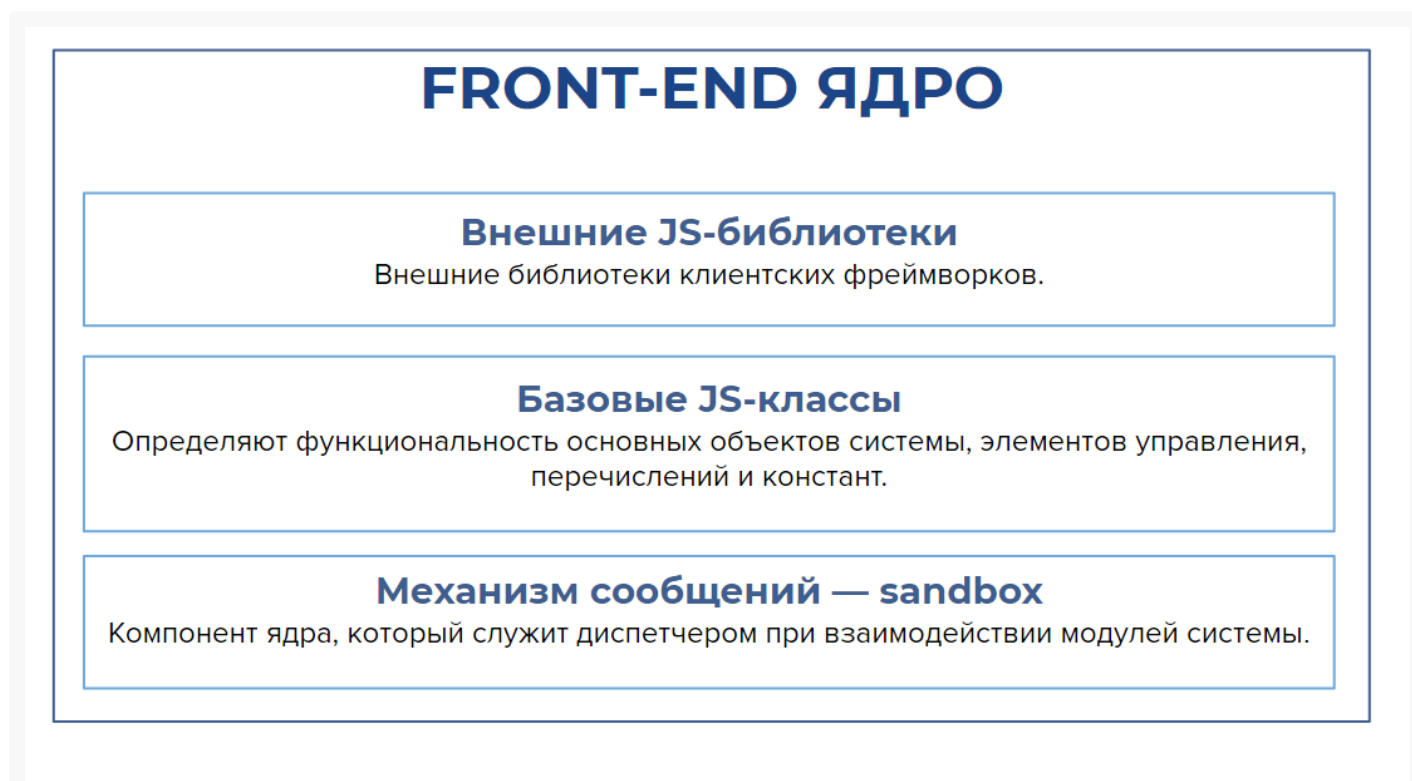 FRONT-END ЯДРО
Внешние JS-библиотеки
Внешние библиотеки клиентских фреймворков.
Базовые JS-классы
Определяют функциональность основных объектов системы, элементов управления,
перечислений и констант.
Механизм сообщений — sandbox
Компонент ядра, который служит диспетчером при взаимодействии модулей системы.